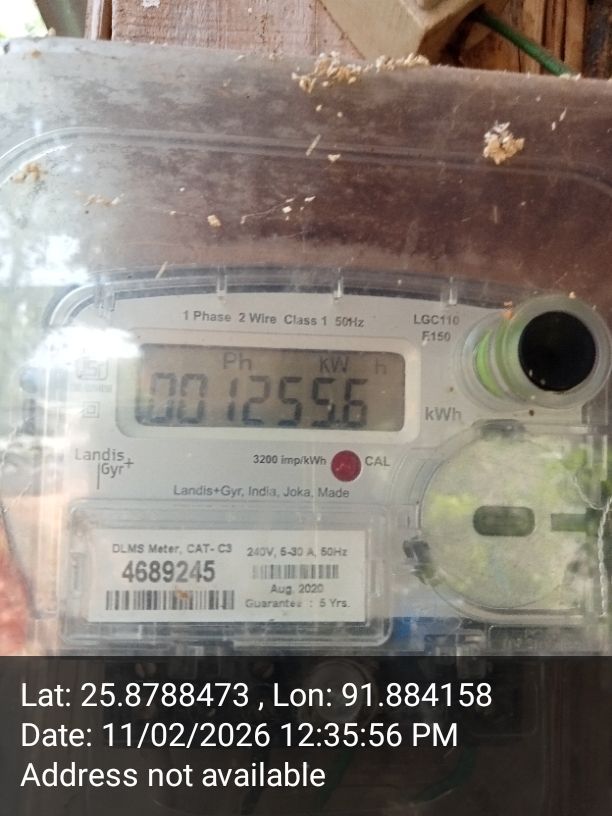 1 Phase 2 Wire Class 1 50Hz
LGC110
F150
Ph kW h
001255.6
kWh
Landis
Gyr+
3200 imp/kWh
CAL
Landis+Gyr, India, Joka, Made
DLMS Meter, CAT- C3
4689245
240V, 5-30 A, 50Hz
Aug. 2020
Guarantee : 5 Yrs.
Lat: 25.8788473 , Lon: 91.884158
Date: 11/02/2026 12:35:56 PM
Address not available